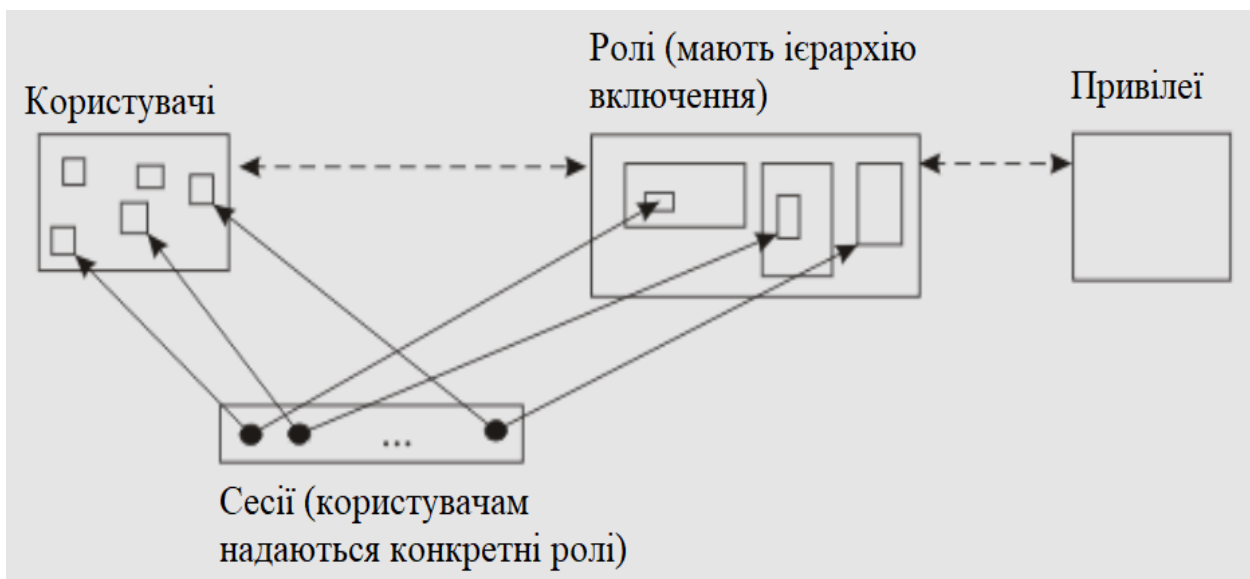 Користувачі
Ролі (мають ієрархію
включення)
Привілеї
...
Сесії (користувачам
надаються конкретні ролі)